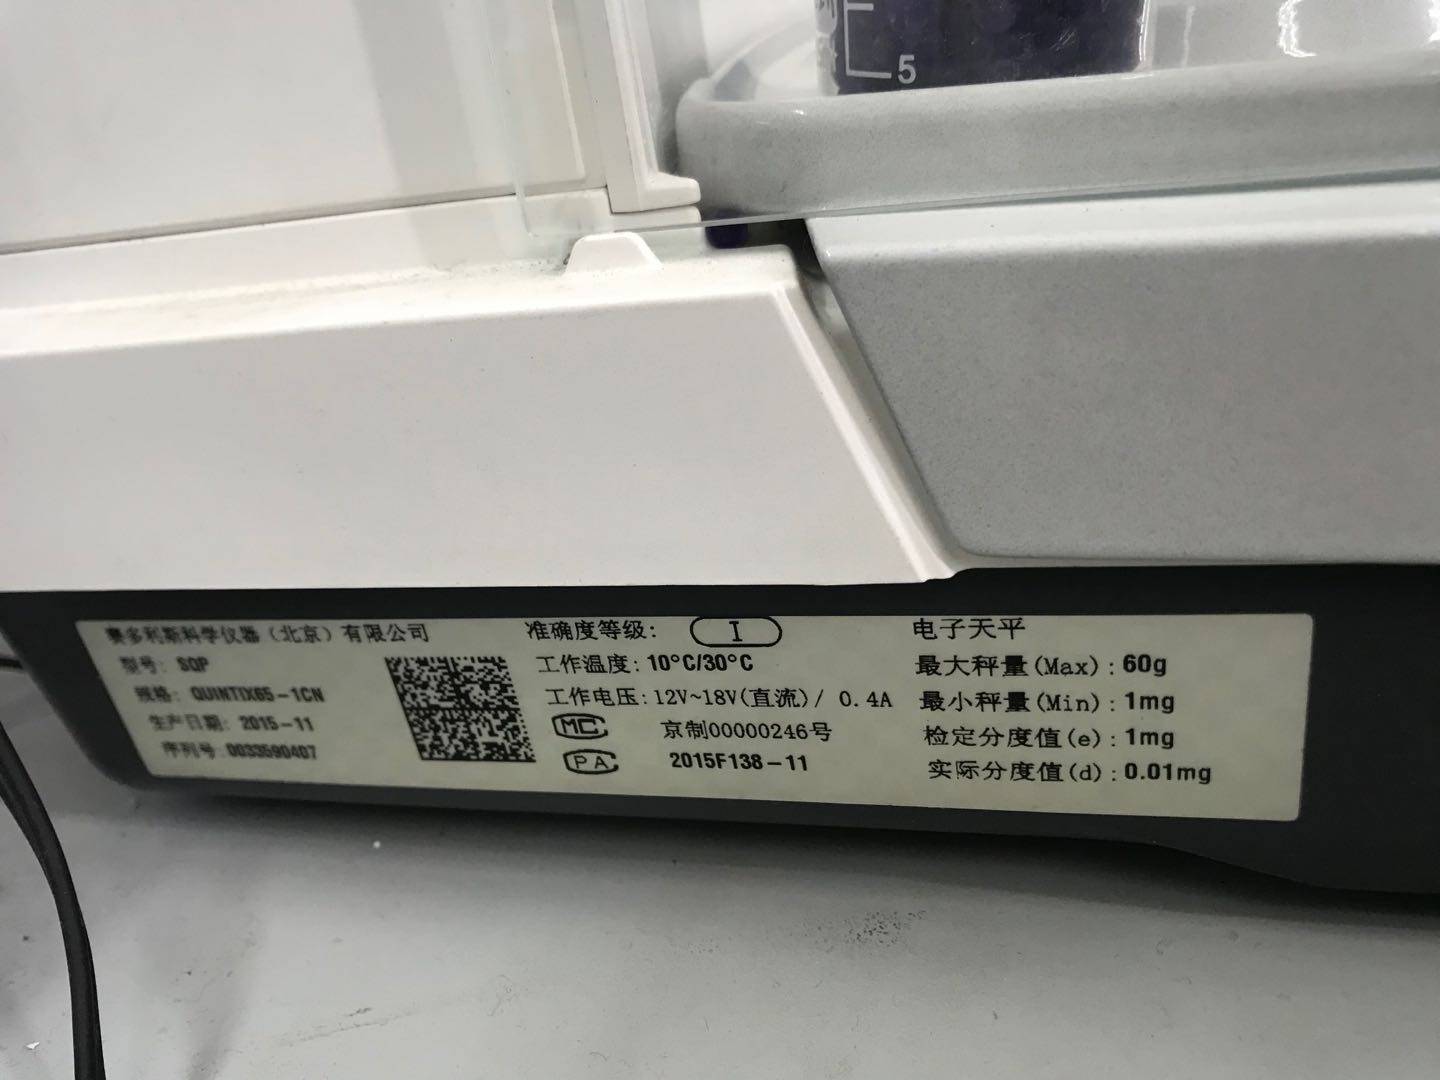 5
赛多利斯科学仪器（北京）有限公司
型号: SQP
规格: QUINTIX65-1CN
生产日期: 2015-11
序列号 0033590407
准确度等级: I
工作温度: 10°C/30°C
工作电压: 12V~18V(直流)/ 0.4A
MC 京制00000246号
PA 2015F138-11
电子天平
最大秤量(Max): 60g
最小秤量(Min): 1mg
检定分度值(e): 1mg
实际分度值(d): 0.01mg